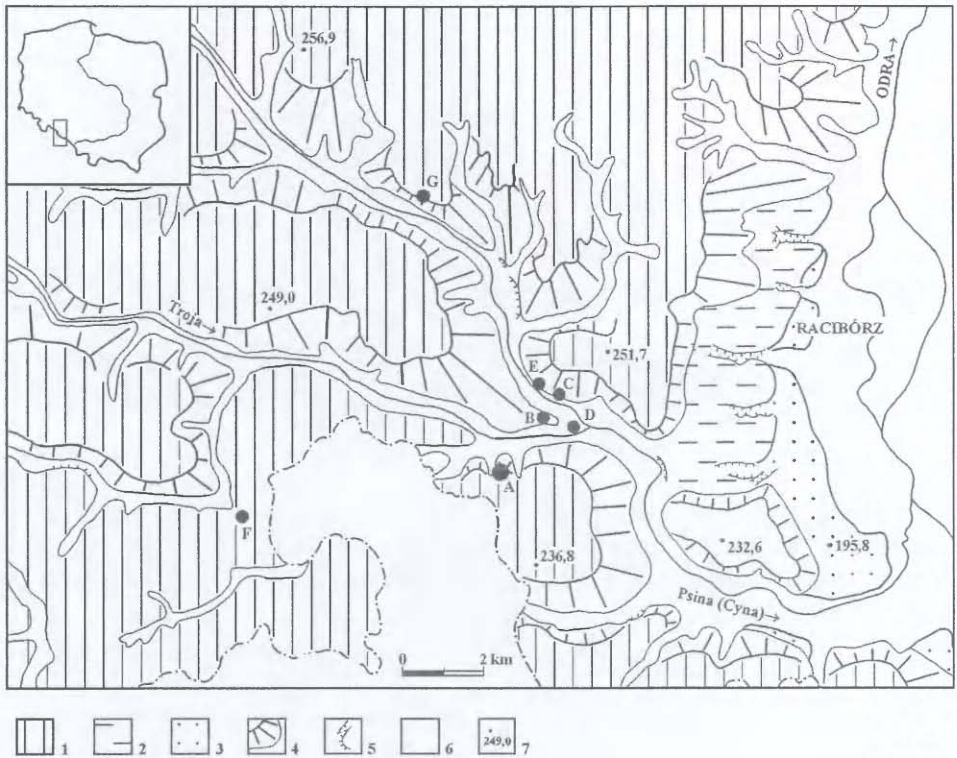 256,9
ODRA→
G
249,0
Troja→
RACIBÓRZ
251,7
E
C
B
D
A
F
236,8
232,6
195,8
Psina (Cyna)→
0 2 km
1 2 3 4 5 249,0 6 7